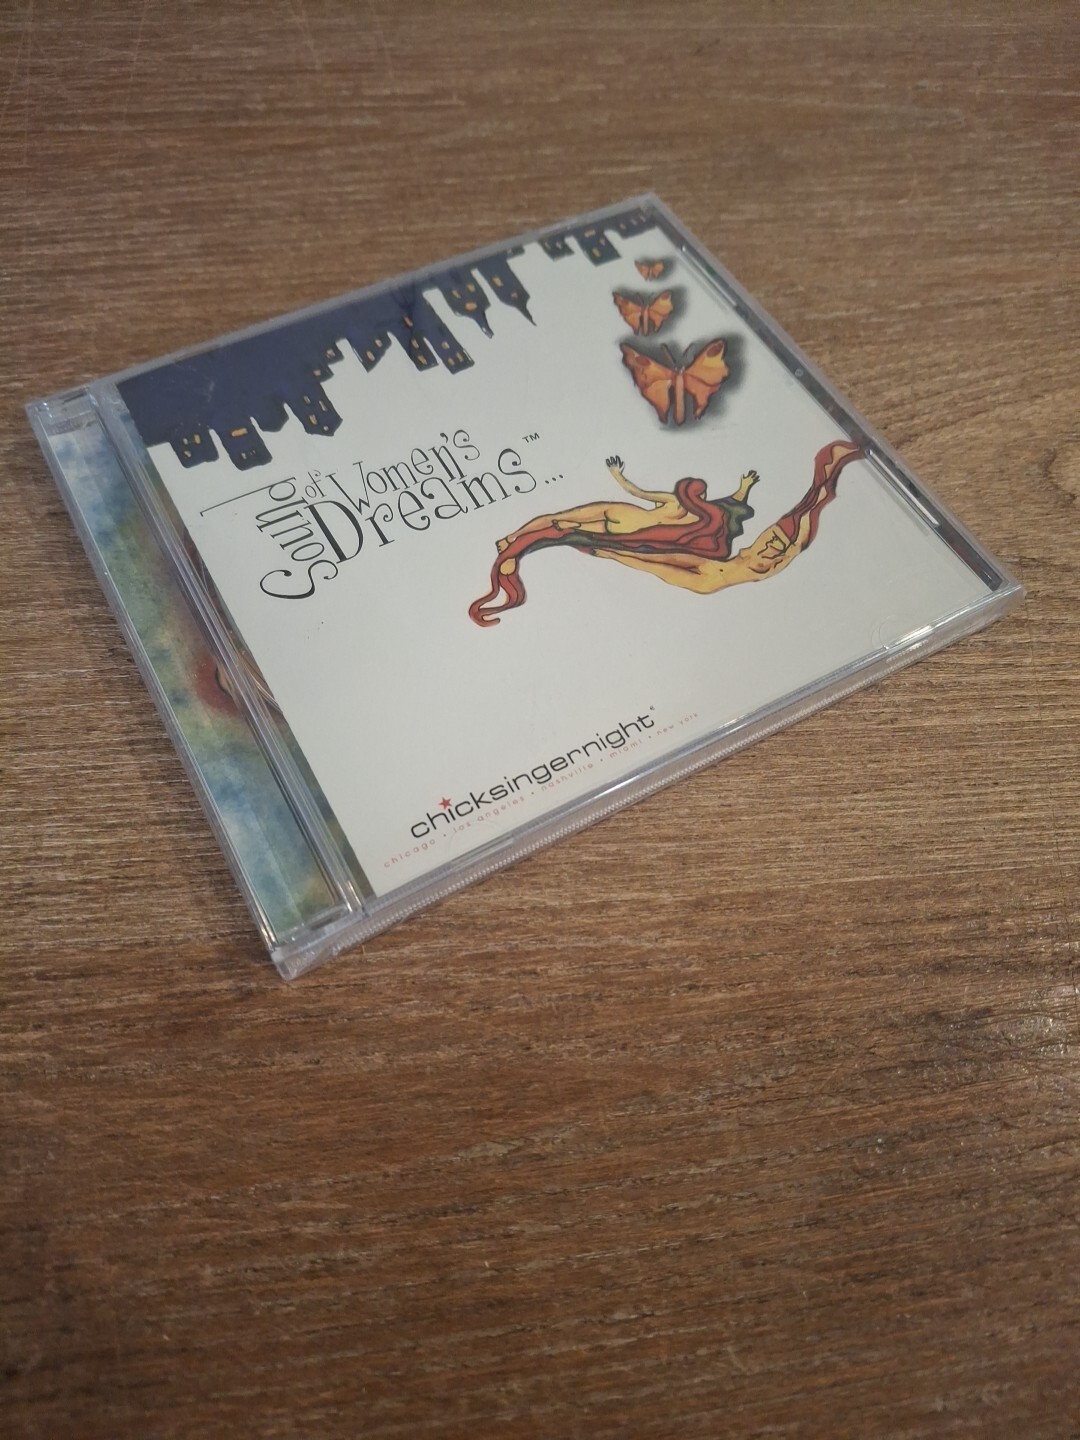 Sound
of
Women's
Dreams™...
chicksingernight
chicago • los angeles • nashville • miami • new york